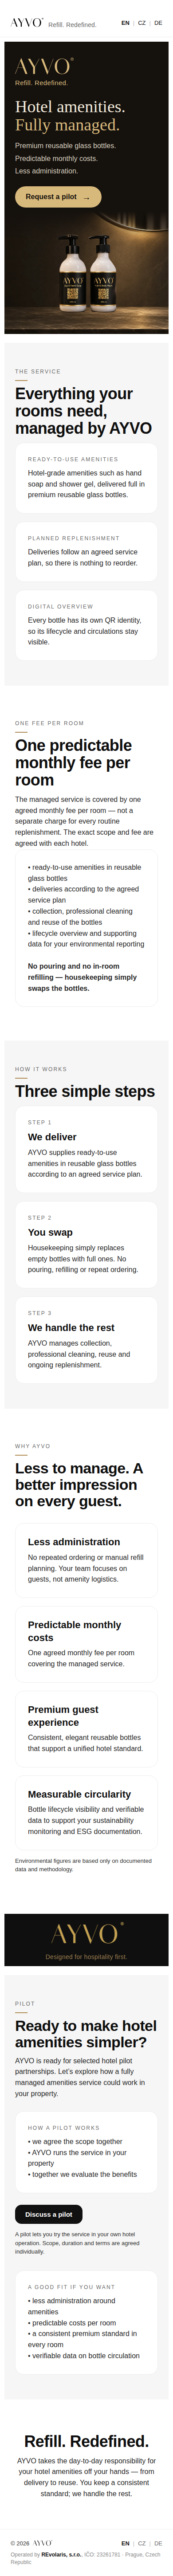 AYVO® Refill. Redefined. EN | CZ | DE
AYVO®
Refill. Redefined.
Hotel amenities.
Fully managed.
Premium reusable glass bottles.
Predictable monthly costs.
Less administration.
Request a pilot →
THE SERVICE
Everything your
rooms need,
managed by AYVO
READY-TO-USE AMENITIES
Hotel-grade amenities such as hand
soap and shower gel, delivered full in
premium reusable glass bottles.
PLANNED REPLENISHMENT
Deliveries follow an agreed service
plan, so there is nothing to reorder.
DIGITAL OVERVIEW
Every bottle has its own QR identity,
so its lifecycle and circulations stay
visible.
ONE FEE PER ROOM
One predictable
monthly fee per
room
The managed service is covered by one
agreed monthly fee per room — not a
separate charge for every routine
replenishment. The exact scope and fee are
agreed with each hotel.
• ready-to-use amenities in reusable
glass bottles
• deliveries according to the agreed
service plan
• collection, professional cleaning
and reuse of the bottles
• lifecycle overview and supporting
data for your environmental reporting
No pouring and no in-room
refilling — housekeeping simply
swaps the bottles.
HOW IT WORKS
Three simple steps
STEP 1
We deliver
AYVO supplies ready-to-use
amenities in reusable glass bottles
according to an agreed service plan.
STEP 2
You swap
Housekeeping simply replaces
empty bottles with full ones. No
pouring, refilling or repeat ordering.
STEP 3
We handle the rest
AYVO manages collection,
professional cleaning, reuse and
ongoing replenishment.
WHY AYVO
Less to manage. A
better impression
on every guest.
Less administration
No repeated ordering or manual refill
planning. Your team focuses on
guests, not amenity logistics.
Predictable monthly
costs
One agreed monthly fee per room
covering the managed service.
Premium guest
experience
Consistent, elegant reusable bottles
that support a unified hotel standard.
Measurable circularity
Bottle lifecycle visibility and verifiable
data to support your sustainability
monitoring and ESG documentation.
Environmental figures are based only on documented
data and methodology.
AYVO®
Designed for hospitality first.
PILOT
Ready to make hotel
amenities simpler?
AYVO is ready for selected hotel pilot
partnerships. Let's explore how a fully
managed amenities service could work in
your property.
HOW A PILOT WORKS
• we agree the scope together
• AYVO runs the service in your
property
• together we evaluate the benefits
Discuss a pilot
A pilot lets you try the service in your own hotel
operation. Scope, duration and terms are agreed
individually.
A GOOD FIT IF YOU WANT
• less administration around
amenities
• predictable costs per room
• a consistent premium standard in
every room
• verifiable data on bottle circulation
Refill. Redefined.
AYVO takes the day-to-day responsibility for
your hotel amenities off your hands — from
delivery to reuse. You keep a consistent
standard; we handle the rest.
© 2026 AYVO® EN | CZ | DE
Operated by REvolaris, s.r.o. IČO: 23261781 · Prague, Czech
Republic